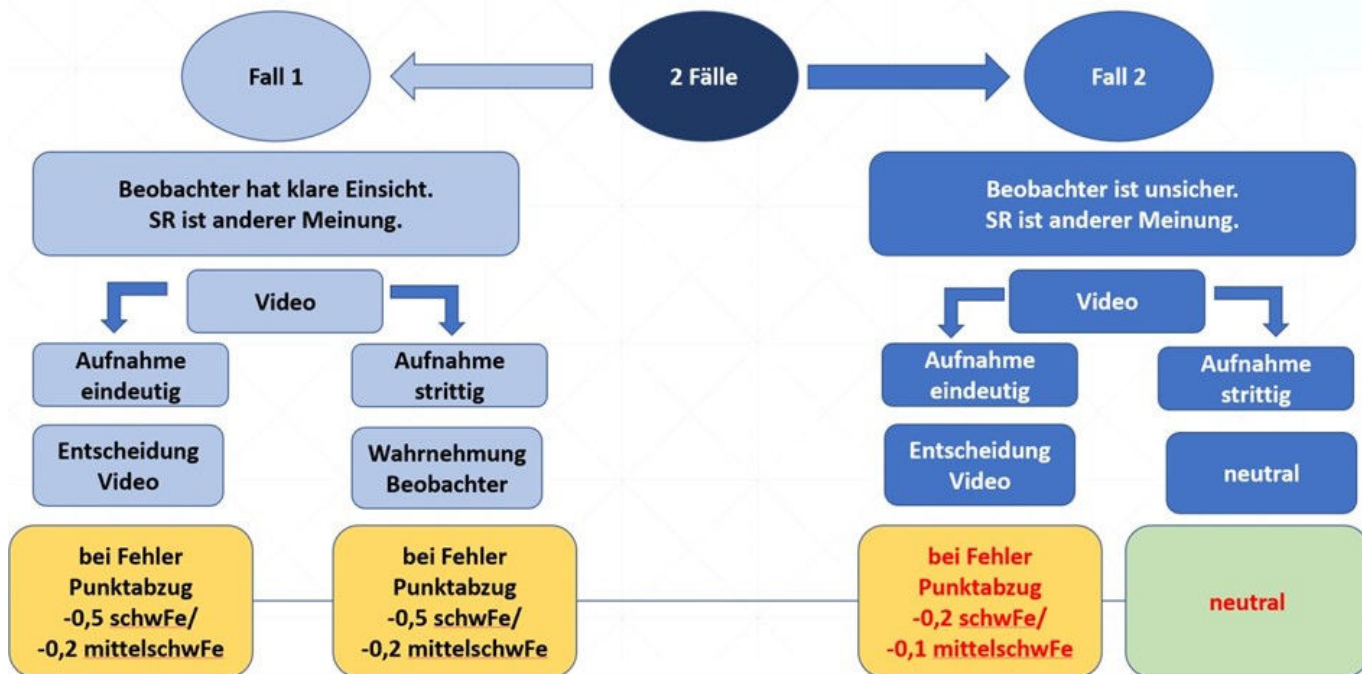 Fall 1
2 Fälle
Fall 2
Beobachter hat klare Einsicht.
SR ist anderer Meinung.
Beobachter ist unsicher.
SR ist anderer Meinung.
Video
Video
Aufnahme
eindeutig
Aufnahme
strittig
Aufnahme
eindeutig
Aufnahme
strittig
Entscheidung
Video
Wahrnehmung
Beobachter
Entscheidung
Video
neutral
bei Fehler
Punktabzug
-0,5 schwFe/
-0,2 mittelschwFe
bei Fehler
Punktabzug
-0,5 schwFe/
-0,2 mittelschwFe
bei Fehler
Punktabzug
-0,2 schwFe/
-0,1 mittelschwFe
neutral